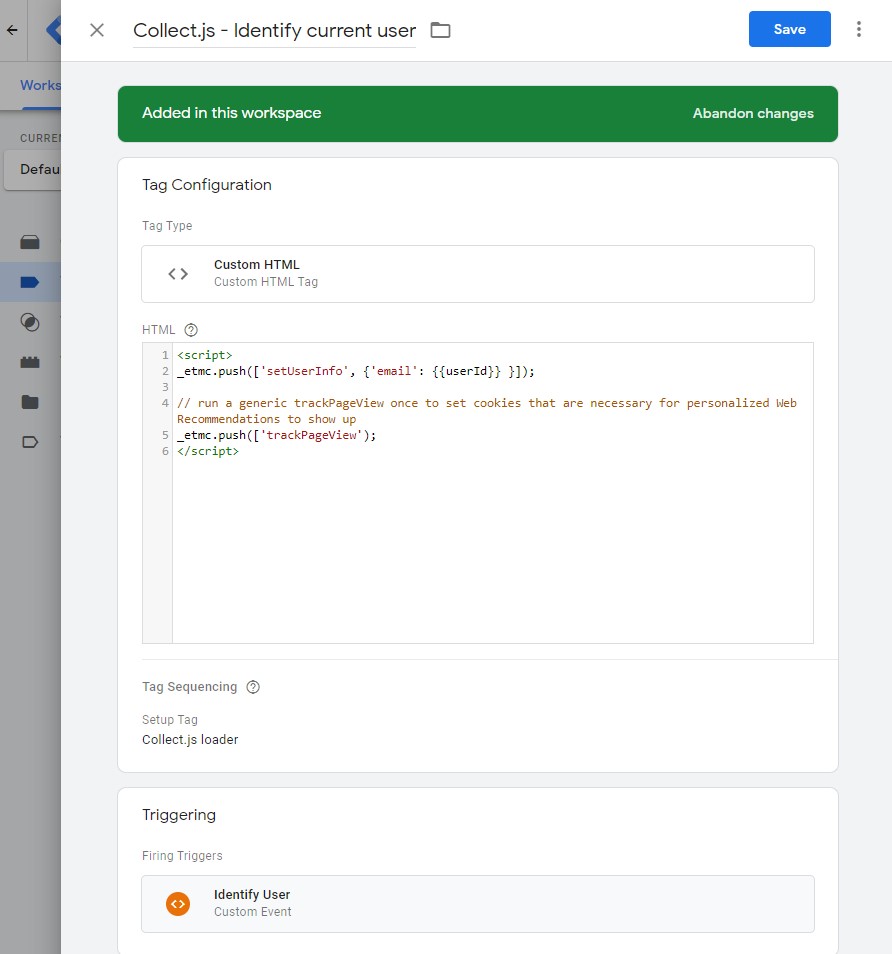 Collect.js - Identify current user
Save
Works
Added in this workspace
Abandon changes
CURREN
Defau
Tag Configuration
Tag Type
Custom HTML
Custom HTML Tag
HTML
1 <script>
2 _etmc.push(['setUserInfo', {'email': {{userId}} }]);
3
4 // run a generic trackPageView once to set cookies that are necessary for personalized Web
Recommendations to show up
5 _etmc.push(['trackPageView');
6 </script>
Tag Sequencing
Setup Tag
Collect.js loader
Triggering
Firing Triggers
Identify User
Custom Event